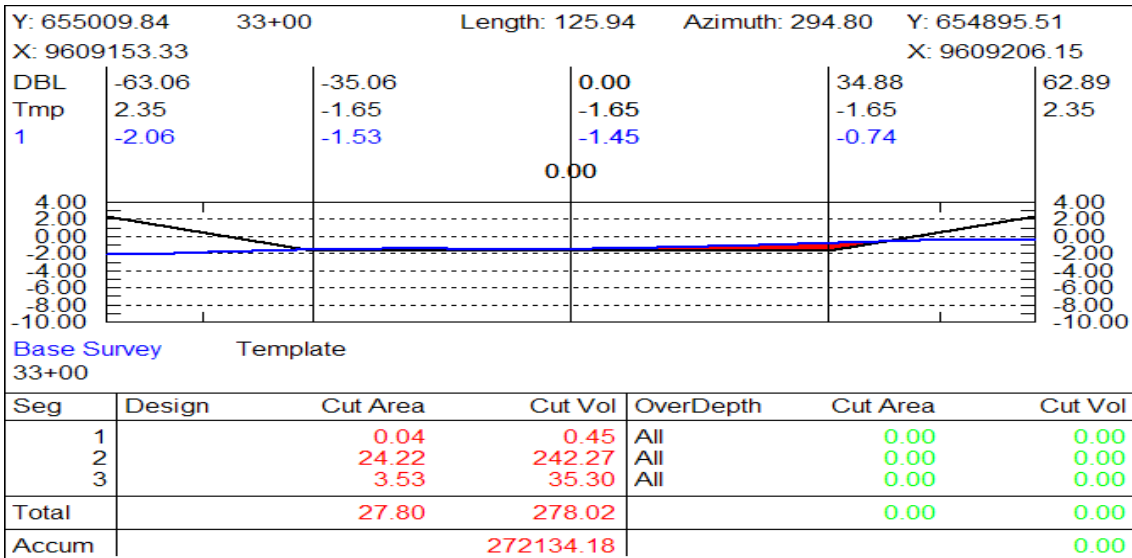 Y: 655009.84 33+00 Length: 125.94 Azimuth: 294.80 Y: 654895.51
X: 9609153.33 X: 9609206.15
DBL -63.06 -35.06 0.00 34.88 62.89
Tmp 2.35 -1.65 -1.65 -1.65 2.35
1 -2.06 -1.53 -1.45 -0.74
0.00
4.00 4.00
2.00 2.00
0.00 0.00
-2.00 -2.00
-4.00 -4.00
-6.00 -6.00
-8.00 -8.00
-10.00 -10.00
Base Survey Template
33+00
Seg Design Cut Area Cut Vol OverDepth Cut Area Cut Vol
1 0.04 0.45 All 0.00 0.00
2 24.22 242.27 All 0.00 0.00
3 3.53 35.30 All 0.00 0.00
Total 27.80 278.02 0.00 0.00
Accum 272134.18 0.00